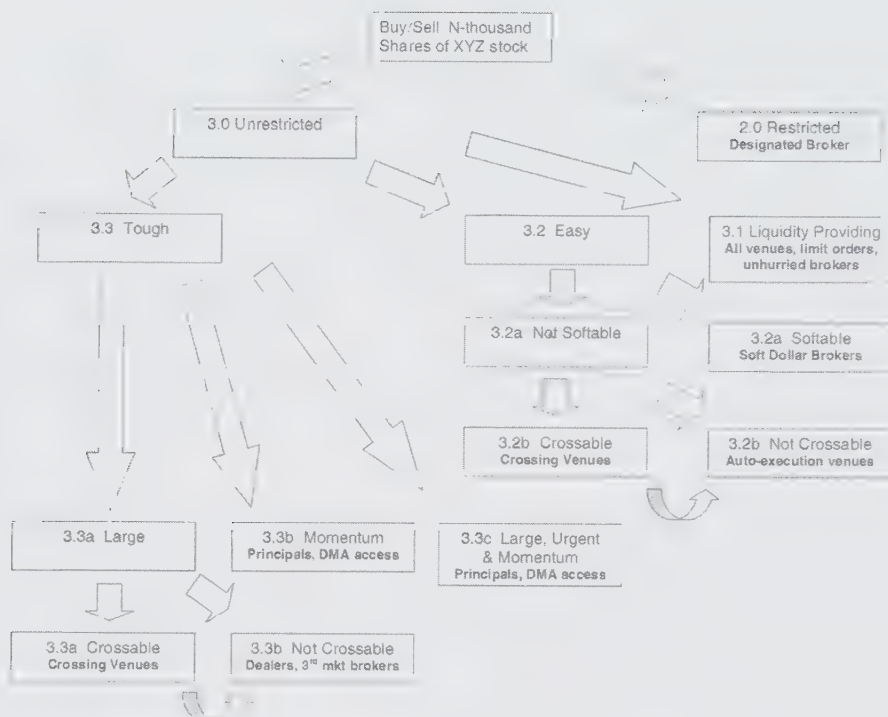 Buy/Sell N-thousand
Shares of XYZ stock
3.0 Unrestricted
2.0 Restricted
Designated Broker
3.3 Tough
3.2 Easy
3.1 Liquidity Providing
All venues, limit orders,
unhurried brokers
3.2a Not Softable
3.2a Softable
Soft Dollar Brokers
3.2b Crossable
Crossing Venues
3.2b Not Crossable
Auto-execution venues
3.3a Large
3.3b Momentum
Principals, DMA access
3.3c Large, Urgent
& Momentum
Principals, DMA access
3.3a Crossable
Crossing Venues
3.3b Not Crossable
Dealers, 3rd mkt brokers